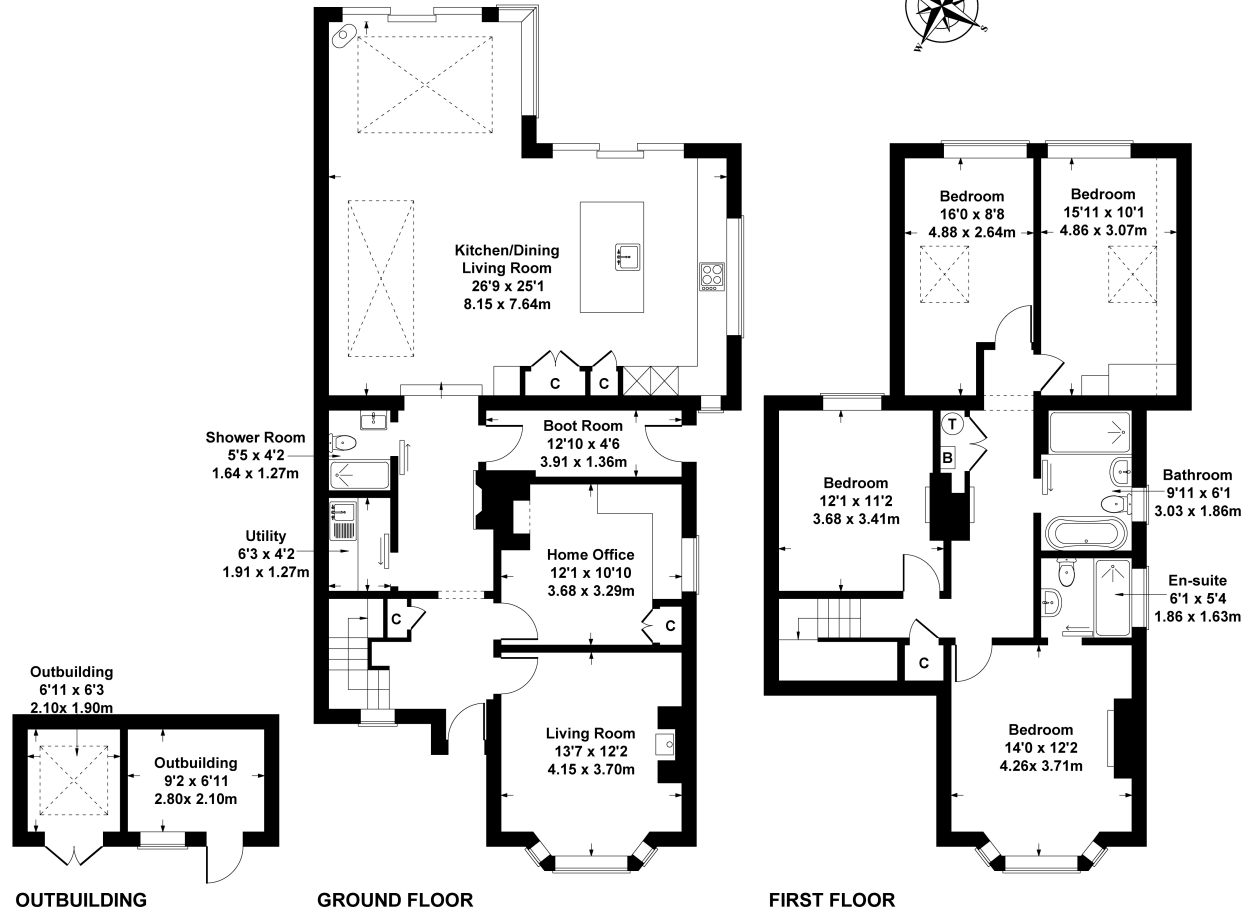 W
S
Kitchen/Dining
Living Room
26'9 x 25'1
8.15 x 7.64m
C
C
Shower Room
5'5 x 4'2
1.64 x 1.27m
Boot Room
12'10 x 4'6
3.91 x 1.36m
Utility
6'3 x 4'2
1.91 x 1.27m
Home Office
12'1 x 10'10
3.68 x 3.29m
C
C
Living Room
13'7 x 12'2
4.15 x 3.70m
Outbuilding
6'11 x 6'3
2.10x 1.90m
Outbuilding
9'2 x 6'11
2.80x 2.10m
Bedroom
16'0 x 8'8
4.88 x 2.64m
Bedroom
15'11 x 10'1
4.86 x 3.07m
T
B
Bedroom
12'1 x 11'2
3.68 x 3.41m
Bathroom
9'11 x 6'1
3.03 x 1.86m
En-suite
6'1 x 5'4
1.86 x 1.63m
C
Bedroom
14'0 x 12'2
4.26x 3.71m
OUTBUILDING
GROUND FLOOR
FIRST FLOOR